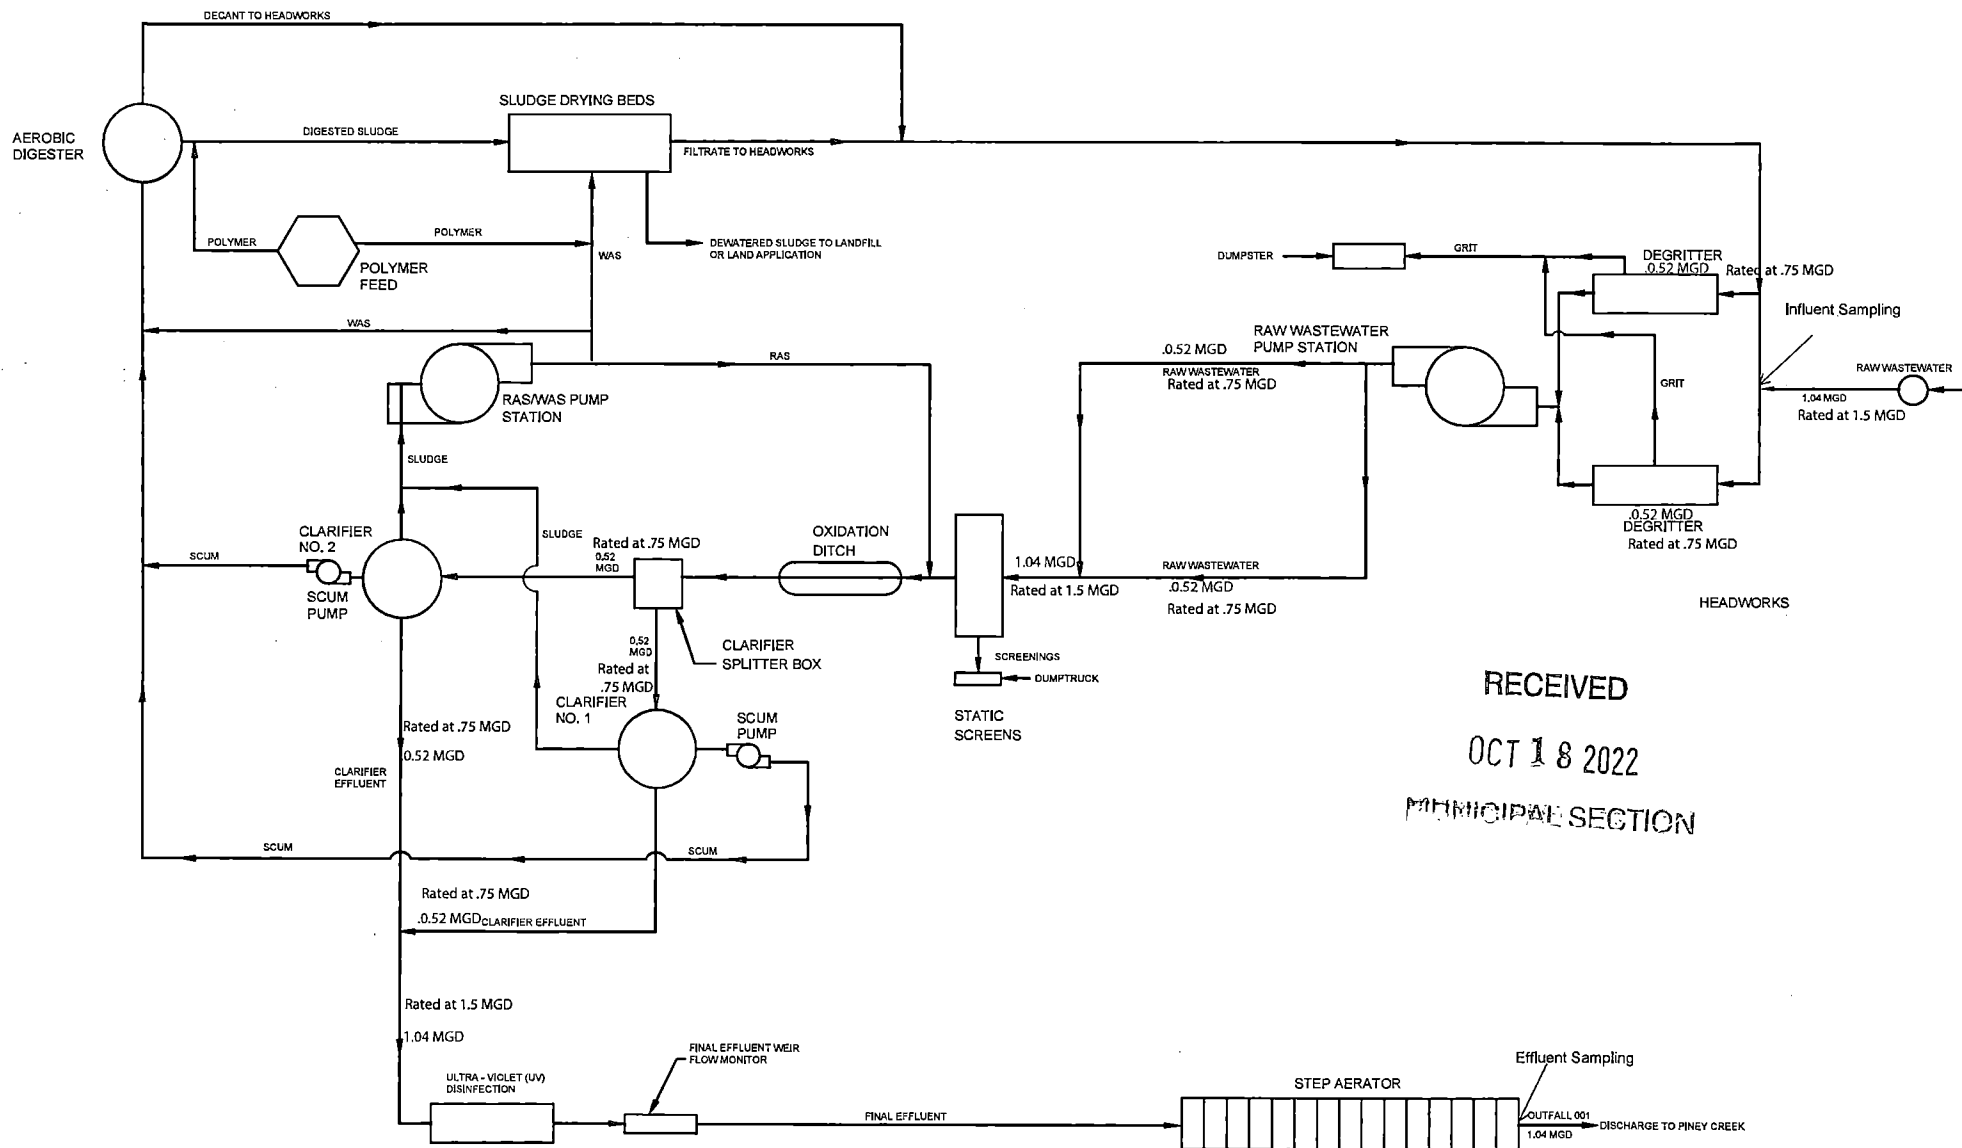 DECANT TO HEADWORKS
SLUDGE DRYING BEDS
AEROBIC
DIGESTER
DIGESTED SLUDGE
FILTRATE TO HEADWORKS
POLYMER
POLYMER
POLYMER
FEED
WAS
DEWATERED SLUDGE TO LANDFILL
OR LAND APPLICATION
WAS
DUMPSTER
GRIT
DEGRITTER
.0.52 MGD
Rated at .75 MGD
Influent Sampling
RAW WASTEWATER
PUMP STATION
.0.52 MGD
RAW WASTEWATER
Rated at .75 MGD
RAS
RAS/WAS PUMP
STATION
GRIT
RAW WASTEWATER
1.04 MGD
Rated at 1.5 MGD
SLUDGE
.0.52 MGD
DEGRITTER
Rated at .75 MGD
CLARIFIER
NO. 2
SCUM
SCUM
PUMP
SLUDGE
Rated at .75 MGD
0.52
MGD
OXIDATION
DITCH
1.04 MGD
Rated at 1.5 MGD
RAW WASTEWATER
.0.52 MGD
Rated at .75 MGD
HEADWORKS
0.52
MGD
Rated at
.75 MGD
CLARIFIER
SPLITTER BOX
SCREENINGS
DUMPTRUCK
STATIC
SCREENS
CLARIFIER
NO. 1
SCUM
PUMP
Rated at .75 MGD
0.52 MGD
CLARIFIER
EFFLUENT
RECEIVED
OCT 18 2022
MUNICIPAL SECTION
SCUM
SCUM
Rated at .75 MGD
.0.52 MGD
CLARIFIER EFFLUENT
Rated at 1.5 MGD
1.04 MGD
FINAL EFFLUENT WEIR
FLOW MONITOR
ULTRA - VIOLET (UV)
DISINFECTION
FINAL EFFLUENT
STEP AERATOR
Effluent Sampling
OUTFALL 001
1.04 MGD
DISCHARGE TO PINEY CREEK